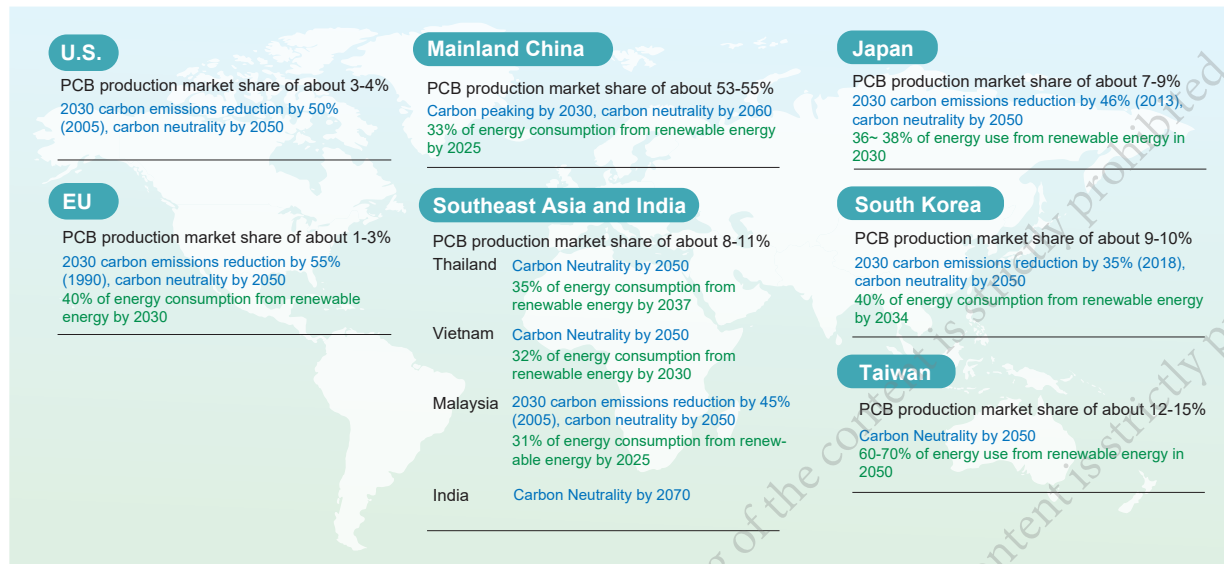 U.S.
PCB production market share of about 3-4%
2030 carbon emissions reduction by 50%
(2005), carbon neutrality by 2050
EU
PCB production market share of about 1-3%
2030 carbon emissions reduction by 55%
(1990), carbon neutrality by 2050
40% of energy consumption from renewable
energy by 2030
Mainland China
PCB production market share of about 53-55%
Carbon peaking by 2030, carbon neutrality by 2060
33% of energy consumption from renewable energy
by 2025
Southeast Asia and India
PCB production market share of about 8-11%
Thailand
Carbon Neutrality by 2050
35% of energy consumption from
renewable energy by 2037
Vietnam
Carbon Neutrality by 2050
32% of energy consumption from
renewable energy by 2030
Malaysia
2030 carbon emissions reduction by 45%
(2005), carbon neutrality by 2050
31% of energy consumption from renew-
able energy by 2025
India
Carbon Neutrality by 2070
Japan
PCB production market share of about 7-9%
2030 carbon emissions reduction by 46% (2013),
carbon neutrality by 2050
36~ 38% of energy use from renewable energy in
2030
South Korea
PCB production market share of about 9-10%
2030 carbon emissions reduction by 35% (2018),
carbon neutrality by 2050
40% of energy consumption from renewable energy
by 2034
Taiwan
PCB production market share of about 12-15%
Carbon Neutrality by 2050
60-70% of energy use from renewable energy in
2050
of the content is strictly prohibited
content is strictly